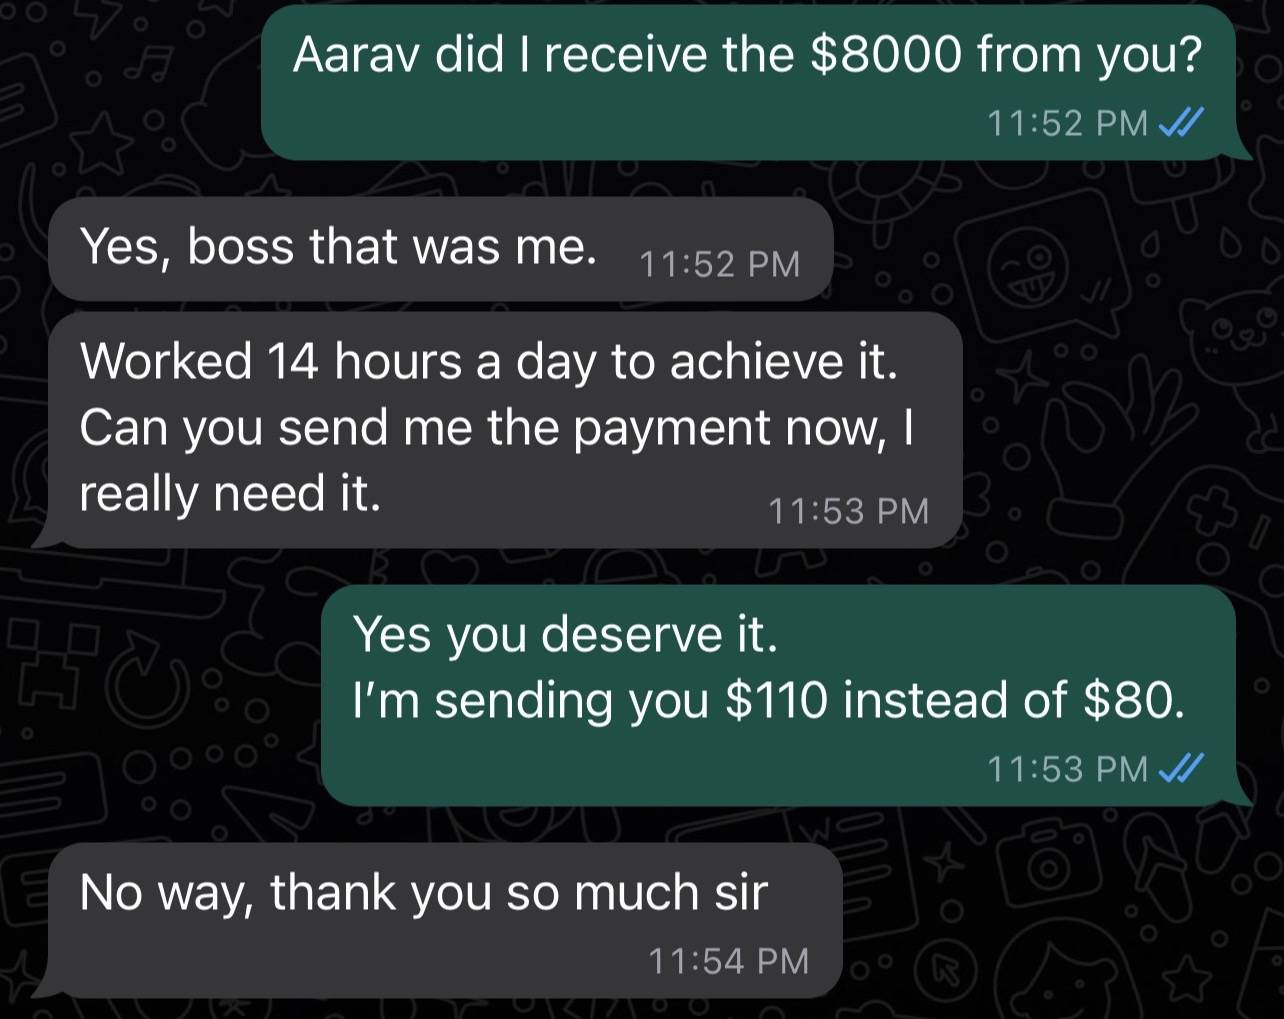 Aarav did I receive the $8000 from you?
11:52 PM
Yes, boss that was me. 11:52 PM
Worked 14 hours a day to achieve it.
Can you send me the payment now, I
really need it. 11:53 PM
Yes you deserve it.
I’m sending you $110 instead of $80.
11:53 PM
No way, thank you so much sir
11:54 PM